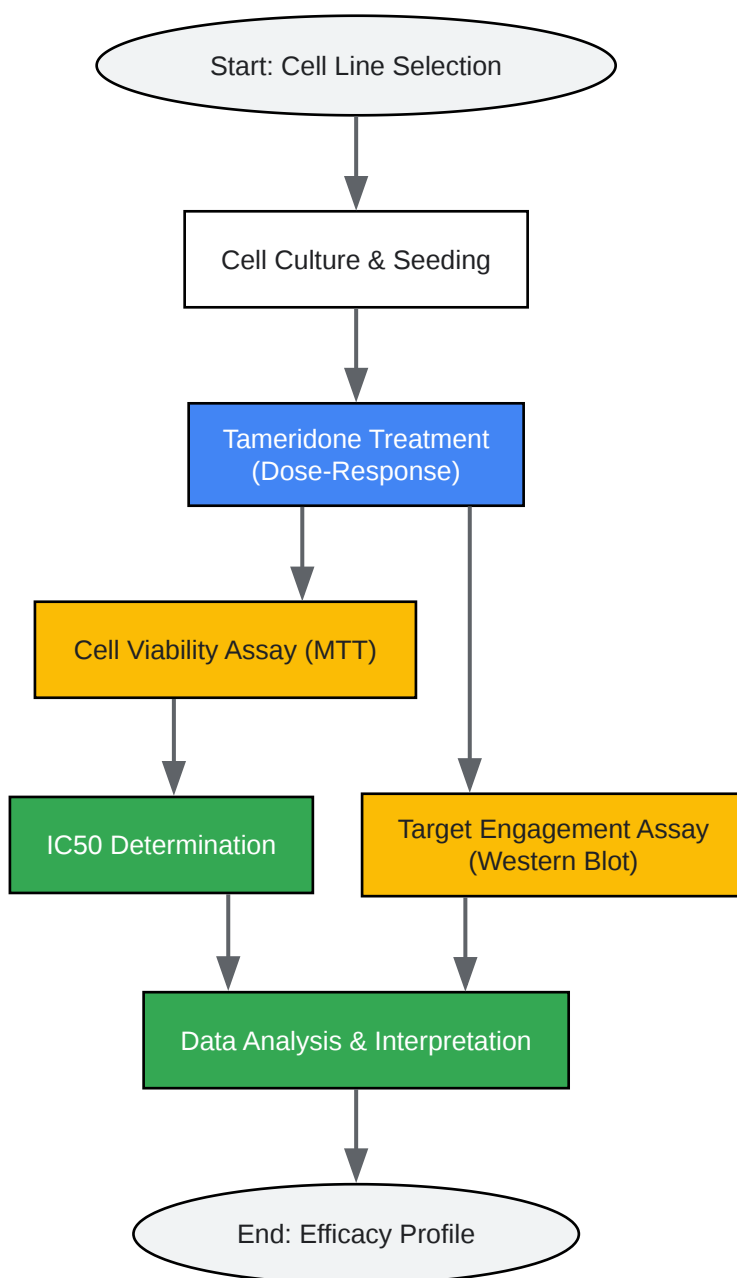 Start: Cell Line Selection
Cell Culture & Seeding
Tameridone Treatment
(Dose-Response)
Cell Viability Assay (MTT)
IC50 Determination
Target Engagement Assay
(Western Blot)
Data Analysis & Interpretation
End: Efficacy Profile